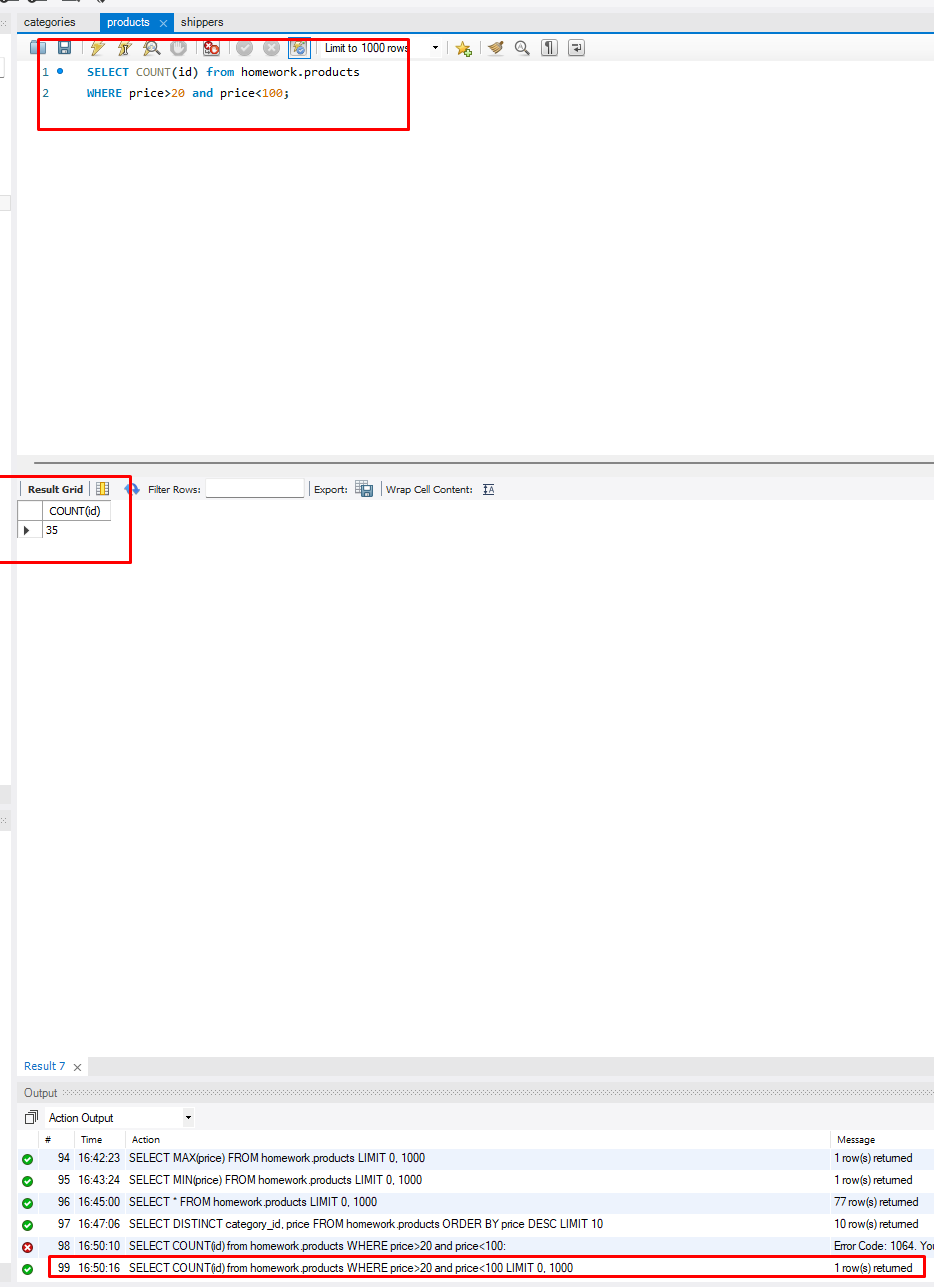 categories products shippers
Limit to 1000 rows
1 SELECT COUNT(id) from homework.products
2 WHERE price>20 and price<100;
Result Grid Filter Rows: Export: Wrap Cell Content:
COUNT(id)
35
Result 7
Output
Action Output
# Time Action Message
94 16:42:23 SELECT MAX(price) FROM homework.products LIMIT 0, 1000 1 row(s) returned
95 16:43:24 SELECT MIN(price) FROM homework.products LIMIT 0, 1000 1 row(s) returned
96 16:45:00 SELECT * FROM homework.products LIMIT 0, 1000 77 row(s) returned
97 16:47:06 SELECT DISTINCT category_id, price FROM homework.products ORDER BY price DESC LIMIT 10 10 row(s) returned
98 16:50:10 SELECT COUNT(id) from homework.products WHERE price>20 and price<100: Error Code: 1064. You
99 16:50:16 SELECT COUNT(id) from homework.products WHERE price>20 and price<100 LIMIT 0, 1000 1 row(s) returned